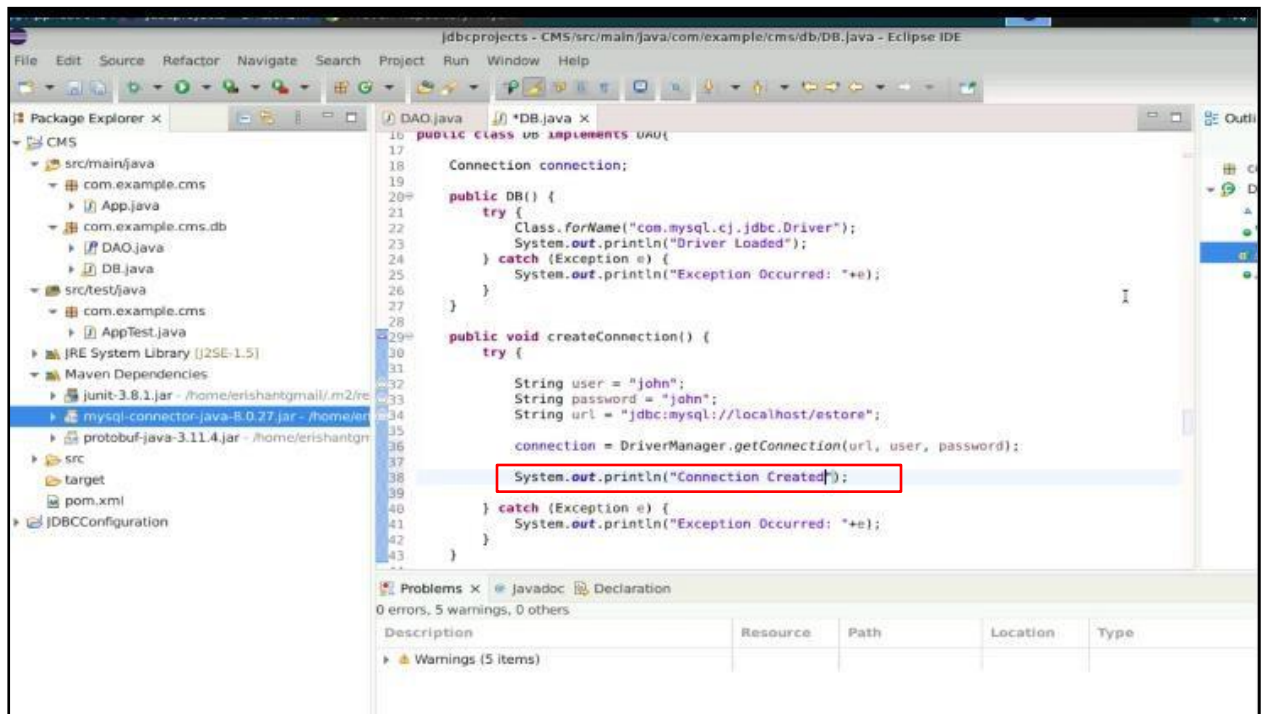 jdbcprojects - CMS/src/main/java/com/example/cms/db/DB.java - Eclipse IDE
File Edit Source Refactor Navigate Search Project Run Window Help
Package Explorer
CMS
src/main/java
com.example.cms
App.java
com.example.cms.db
DAO.java
DB.java
src/test/java
com.example.cms
AppTest.java
JRE System Library [J2SE-1.5]
Maven Dependencies
junit-3.8.1.jar - /home/erishantgmail/.m2/re
mysql-connector-java-8.0.27.jar - /home/eri
protobuf-java-3.11.4.jar - /home/erishantgm
src
target
pom.xml
JDBCConfiguration
DAO.java *DB.java
16 public class DB implements DAO{
17
18 Connection connection;
19
20 public DB() {
21 try {
22 Class.forName("com.mysql.cj.jdbc.Driver");
23 System.out.println("Driver Loaded");
24 } catch (Exception e) {
25 System.out.println("Exception Occurred: "+e);
26 }
27 }
28
29 public void createConnection() {
30 try {
31
32 String user = "john";
33 String password = "john";
34 String url = "jdbc:mysql://localhost/estore";
35
36 connection = DriverManager.getConnection(url, user, password);
37
38 System.out.println("Connection Created");
39
40 } catch (Exception e) {
41 System.out.println("Exception Occurred: "+e);
42 }
43 }
Outli
Problems Javadoc Declaration
0 errors, 5 warnings, 0 others
Description Resource Path Location Type
Warnings (5 items)